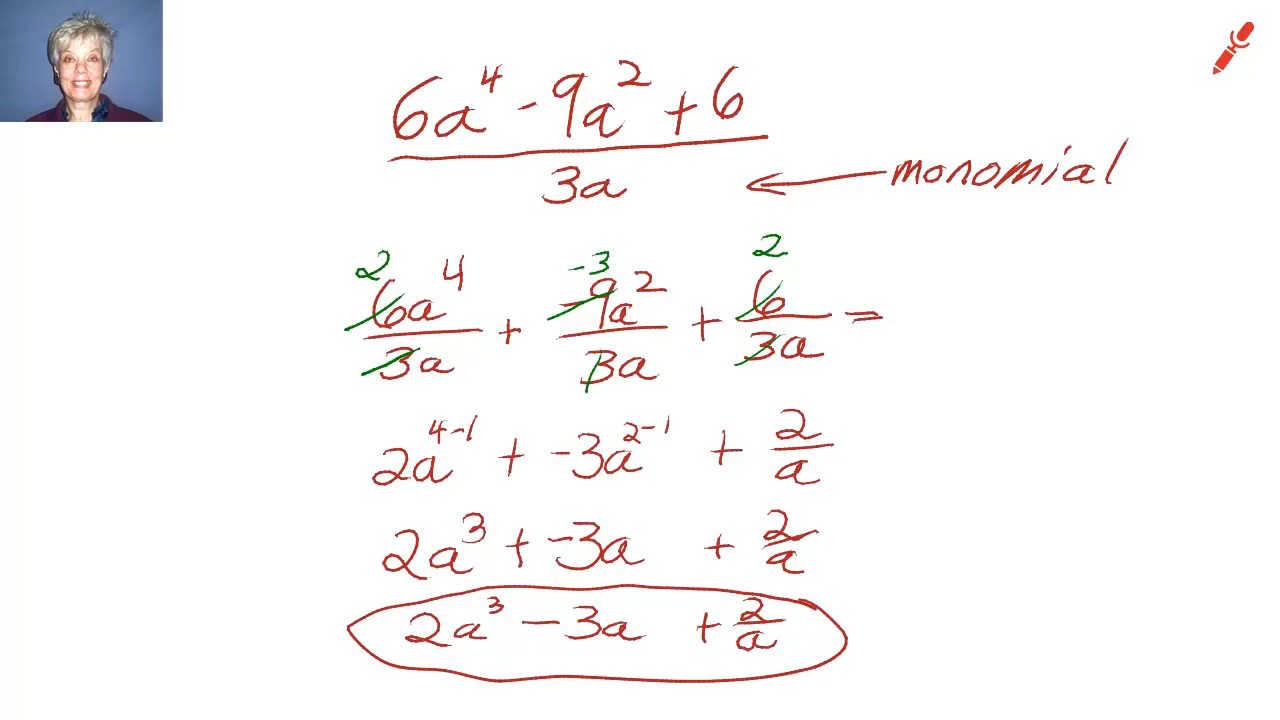 6a⁴ - 9a² + 6
3a
← monomial
2 -3 2
6a⁴/3a + -9a²/3a + 6/3a =
2a⁴⁻¹ + -3a²⁻¹ + 2/a
2a³ + -3a + 2/a
2a³ - 3a + 2/a